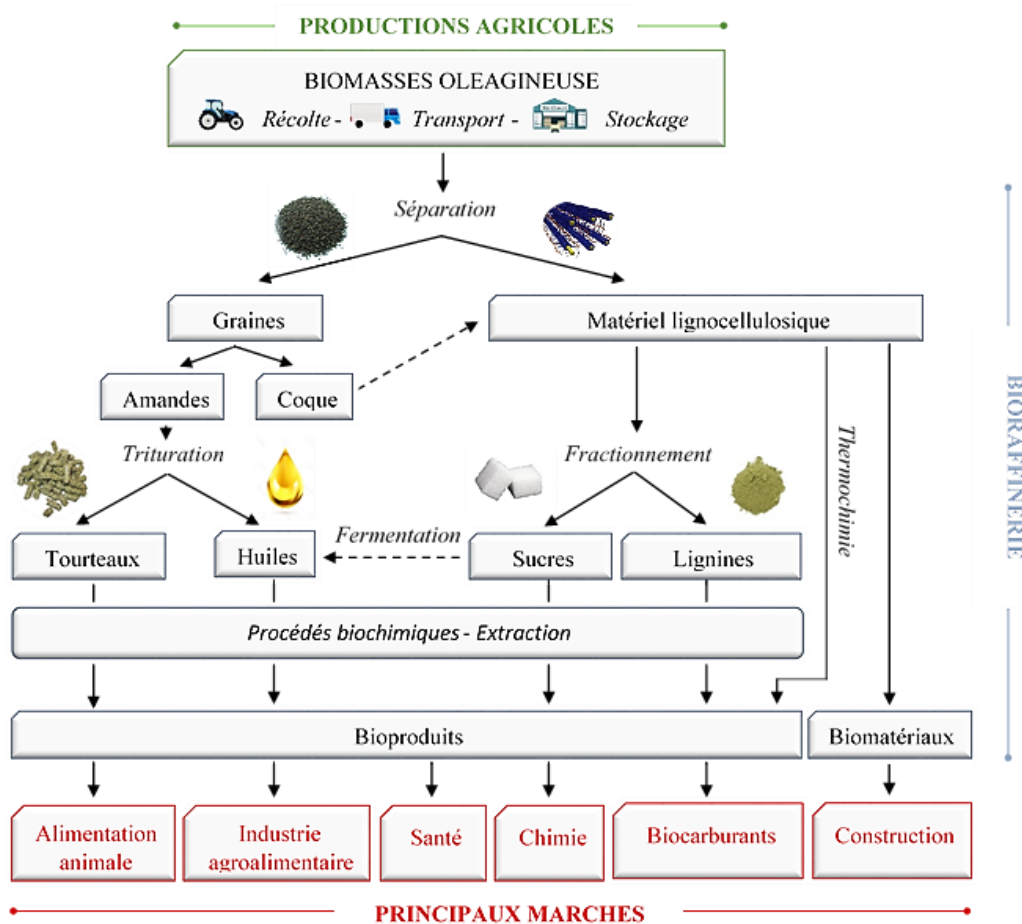 PRODUCTIONS AGRICOLES
BIOMASSES OLEAGINEUSE
Récolte - Transport - Stockage
Séparation
Graines
Matériel lignocellulosique
Amandes
Coque
Trituration
Fractionnement
Thermochimie
BIORAFFINERIE
Fermentation
Tourteaux
Huiles
Sucres
Lignines
Procédés biochimiques - Extraction
Bioproduits
Biomatériaux
Alimentation
animale
Industrie
agroalimentaire
Santé
Chimie
Biocarburants
Construction
PRINCIPAUX MARCHES